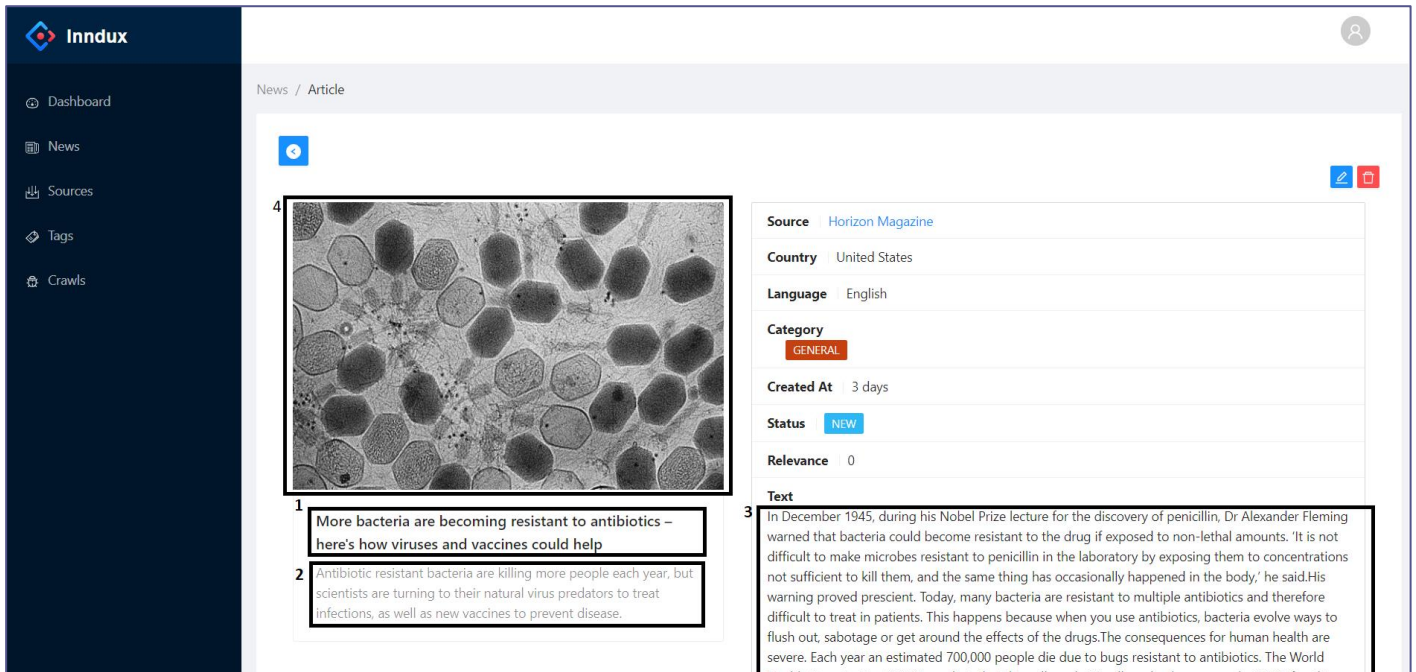 Inndux
Dashboard
News
Sources
Tags
Crawls
News / Article
4
1
More bacteria are becoming resistant to antibiotics –
here's how viruses and vaccines could help
2
Antibiotic resistant bacteria are killing more people each year, but
scientists are turning to their natural virus predators to treat
infections, as well as new vaccines to prevent disease.
Source Horizon Magazine
Country United States
Language English
Category
GENERAL
Created At 3 days
Status NEW
Relevance 0
Text
3
In December 1945, during his Nobel Prize lecture for the discovery of penicillin, Dr Alexander Fleming
warned that bacteria could become resistant to the drug if exposed to non-lethal amounts. 'It is not
difficult to make microbes resistant to penicillin in the laboratory by exposing them to concentrations
not sufficient to kill them, and the same thing has occasionally happened in the body,' he said.His
warning proved prescient. Today, many bacteria are resistant to multiple antibiotics and therefore
difficult to treat in patients. This happens because when you use antibiotics, bacteria evolve ways to
flush out, sabotage or get around the effects of the drugs.The consequences for human health are
severe. Each year an estimated 700,000 people die due to bugs resistant to antibiotics. The World